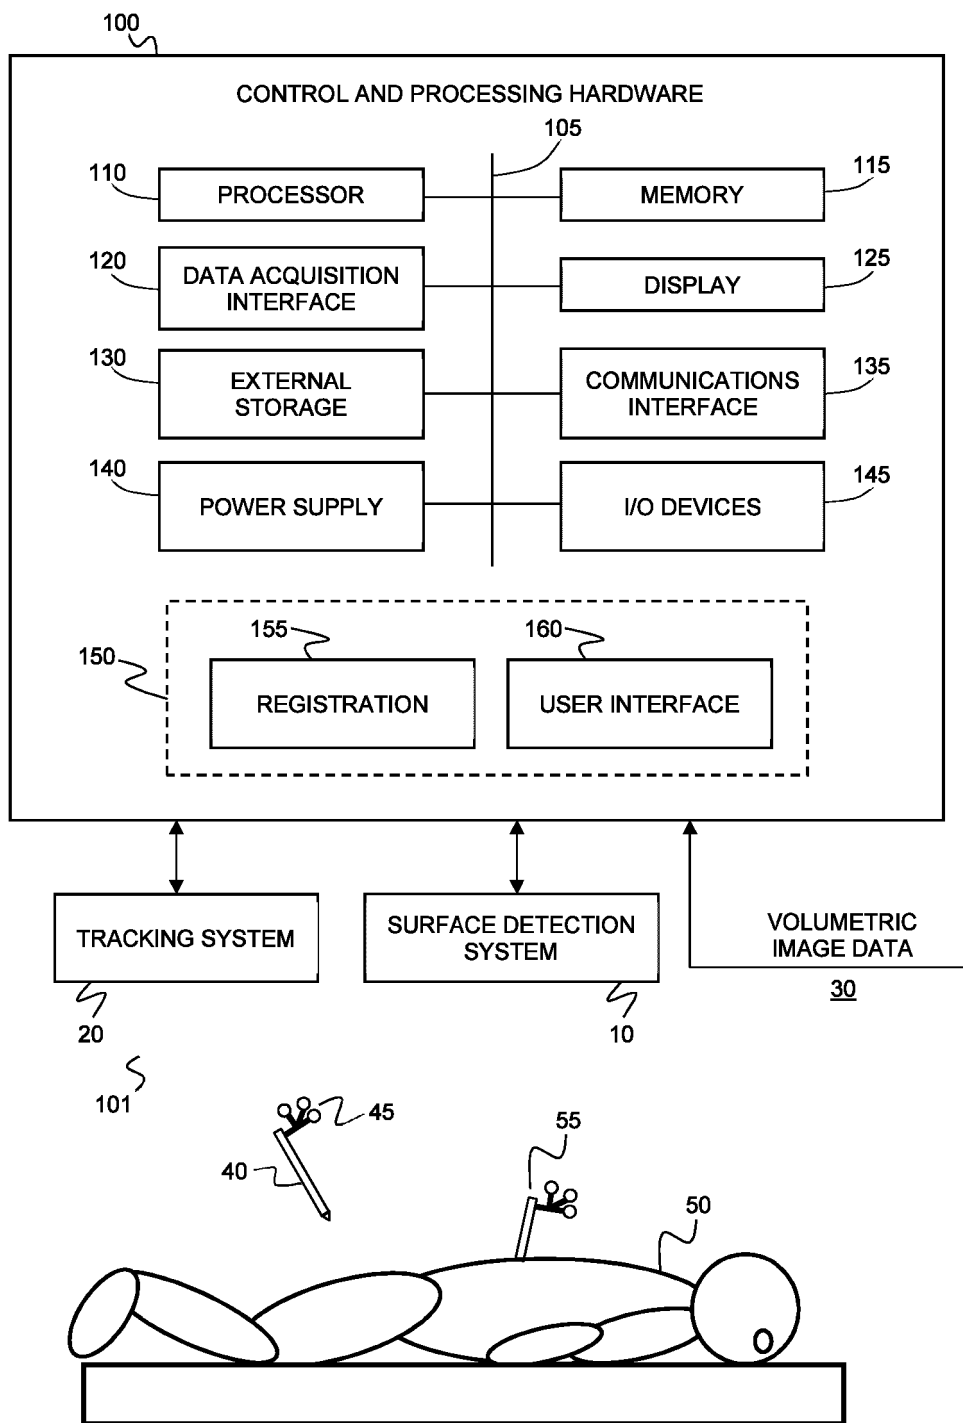 100
CONTROL AND PROCESSING HARDWARE
105
110
PROCESSOR
MEMORY
115
120
DATA ACQUISITION
INTERFACE
DISPLAY
125
130
EXTERNAL
STORAGE
COMMUNICATIONS
INTERFACE
135
140
POWER SUPPLY
I/O DEVICES
145
150
155
REGISTRATION
160
USER INTERFACE
TRACKING SYSTEM
20
SURFACE DETECTION
SYSTEM
10
VOLUMETRIC
IMAGE DATA
30
101
45
40
55
50